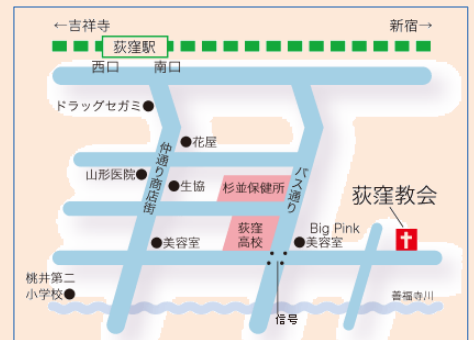 ←吉祥寺
新宿→
荻窪駅
西口
南口
ドラッグセガミ
花屋
仲通り商店街
バス通り
山形医院
生協
杉並保健所
荻窪教会
荻窪
高校
Big Pink
美容室
美容室
桃井第二
小学校
善福寺川
信号